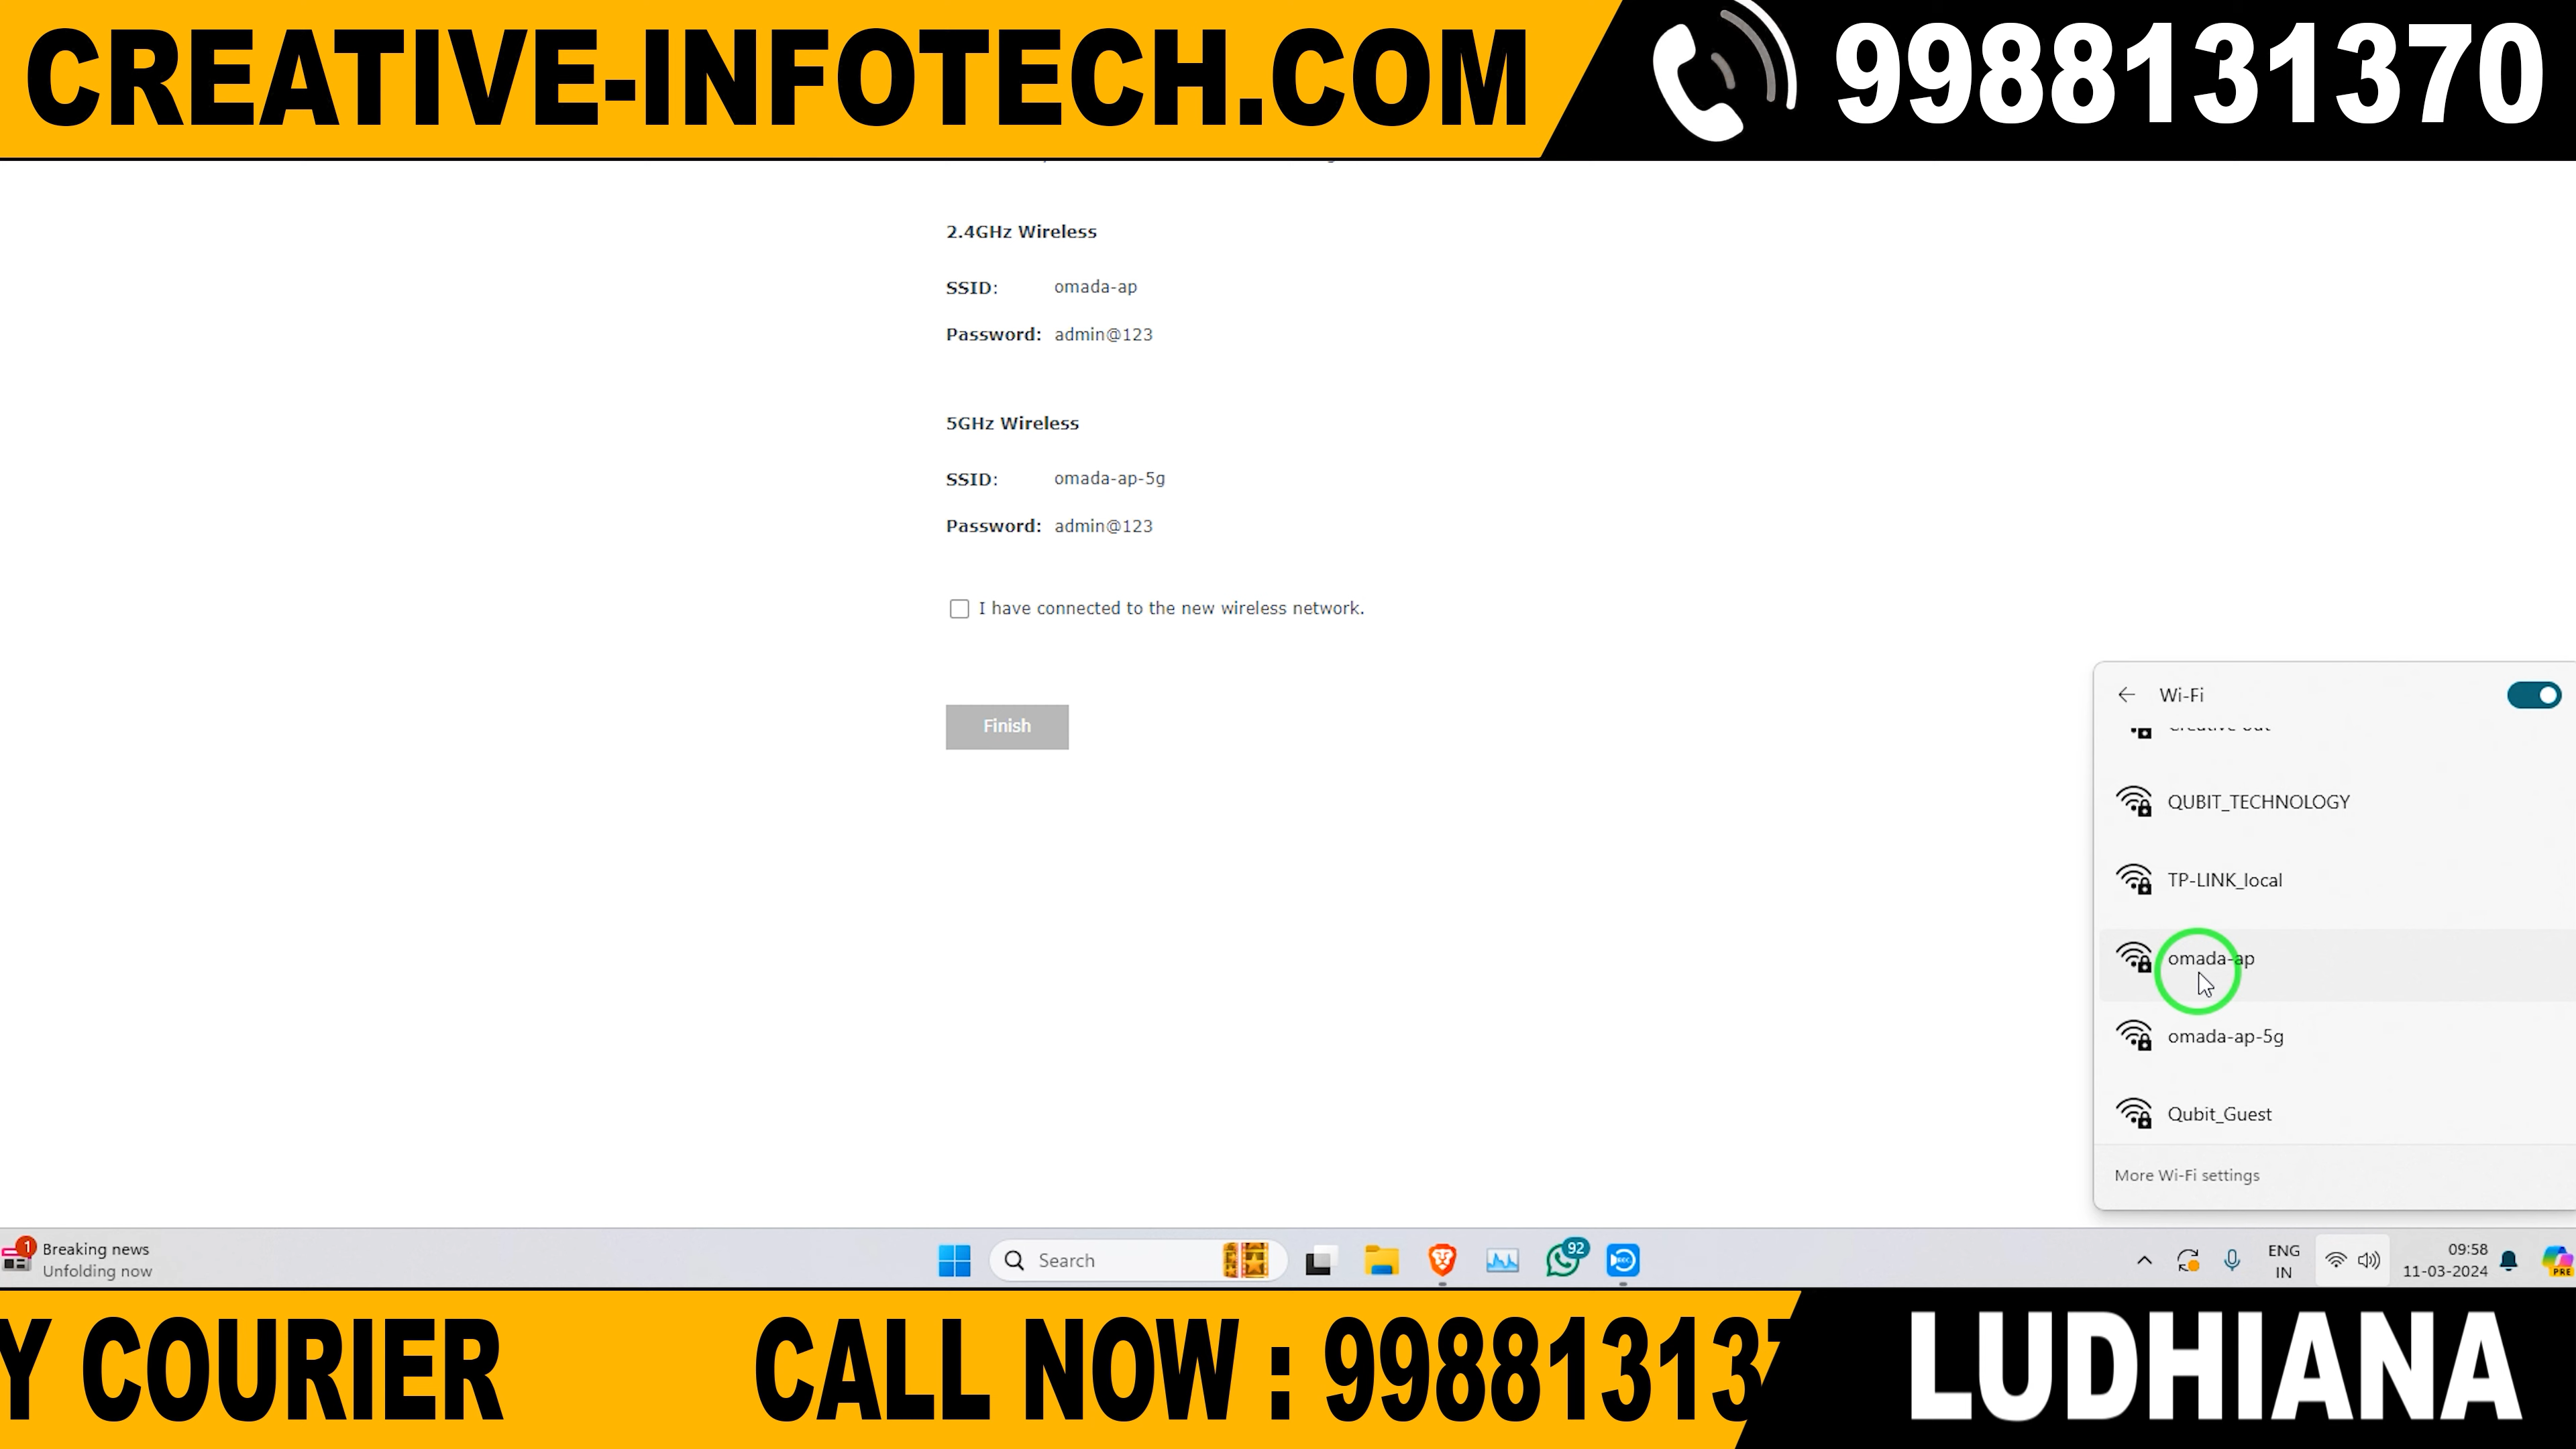 CREATIVE-INFOTECH.COM
9988131370
2.4GHz Wireless
SSID: omada-ap
Password: admin@123
5GHz Wireless
SSID: omada-ap-5g
Password: admin@123
I have connected to the new wireless network.
Finish
Wi-Fi
QUBIT_TECHNOLOGY
TP-LINK_local
omada-ap
omada-ap-5g
Qubit_Guest
More Wi-Fi settings
1
Breaking news
Unfolding now
Search
92
ENG
IN
09:58
11-03-2024
PRE
Y COURIER
CALL NOW : 998813137
LUDHIANA